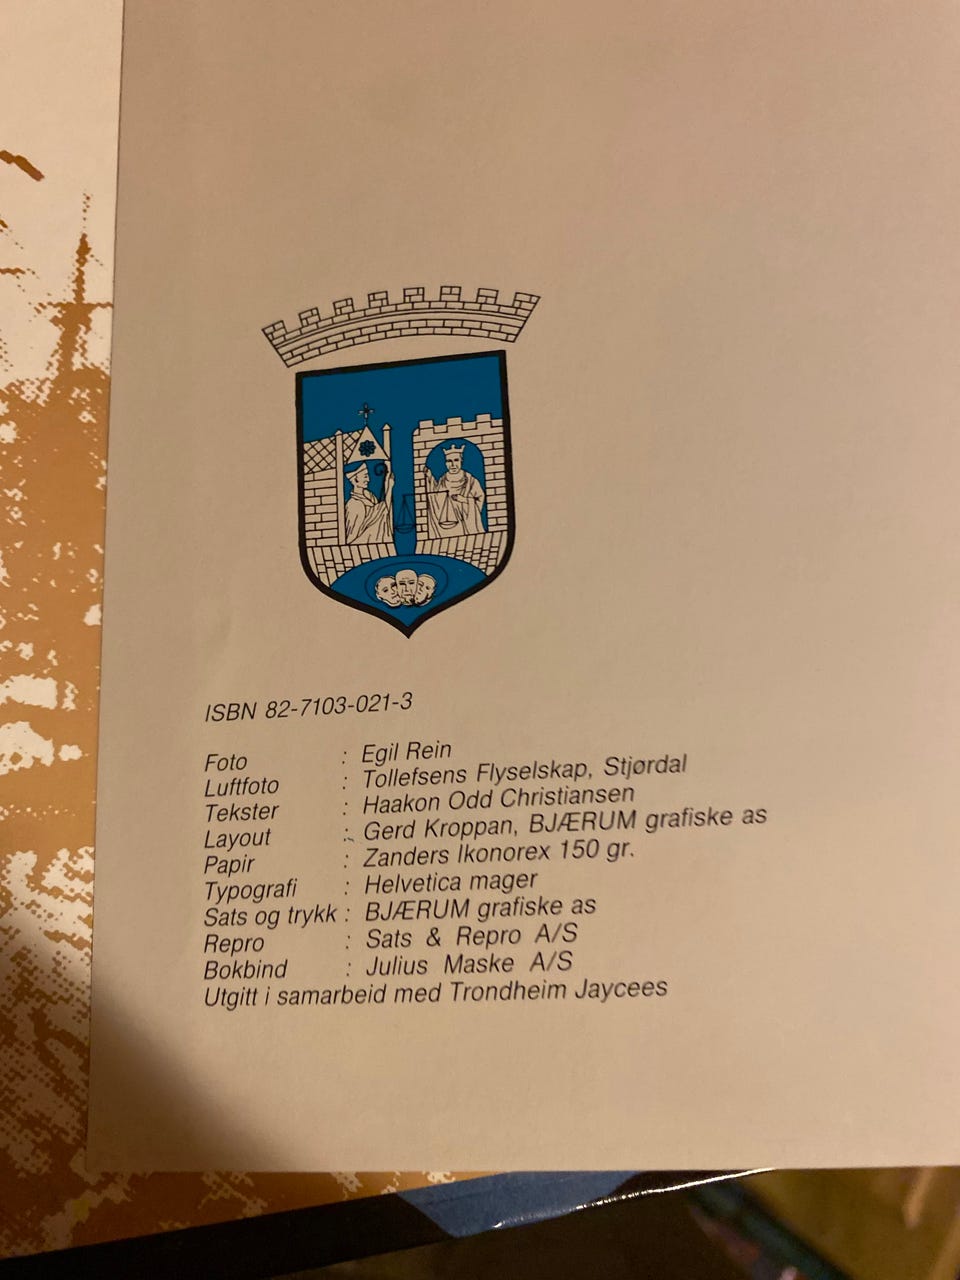 ISBN 82-7103-021-3
Foto : Egil Rein
Luftfoto : Tollefsens Flyselskap, Stjørdal
Tekster : Haakon Odd Christiansen
Layout : Gerd Kroppan, BJÆRUM grafiske as
Papir : Zanders Ikonorex 150 gr.
Typografi : Helvetica mager
Sats og trykk : BJÆRUM grafiske as
Repro : Sats & Repro A/S
Bokbind : Julius Maske A/S
Utgitt i samarbeid med Trondheim Jaycees